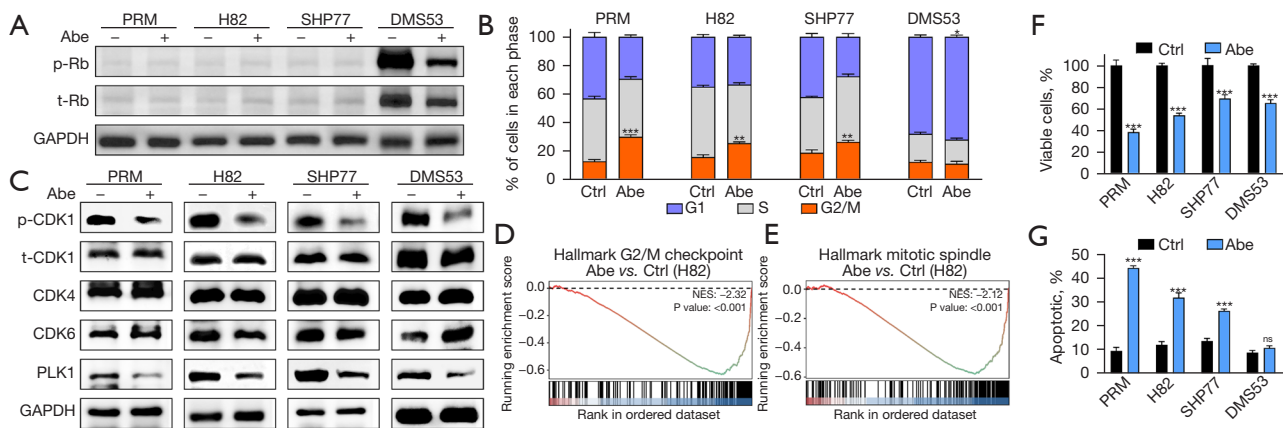 A
PRM H82 SHP77 DMS53
Abe – + – + – + – +
p-Rb
t-Rb
GAPDH
B
PRM H82 SHP77 DMS53
% of cells in each phase
100
80
60
40
20
0
*** ** ** *
Ctrl Abe Ctrl Abe Ctrl Abe Ctrl Abe
G1 S G2/M
C
PRM H82 SHP77 DMS53
Abe – + – + – + – +
p-CDK1
t-CDK1
CDK4
CDK6
PLK1
GAPDH
D
Hallmark G2/M checkpoint
Abe vs. Ctrl (H82)
Running enrichment score
0.0
−0.2
−0.4
−0.6
NES: −2.32
P value: <0.001
Rank in ordered dataset
E
Hallmark mitotic spindle
Abe vs. Ctrl (H82)
Running enrichment score
0.0
−0.2
−0.4
−0.6
NES: −2.12
P value: <0.001
Rank in ordered dataset
F
Ctrl Abe
Viable cells, %
100
50
0
*** *** *** ***
PRM H82 SHP77 DMS53
G
Ctrl Abe
Apoptotic, %
50
40
30
20
10
0
*** *** *** ns
PRM H82 SHP77 DMS53